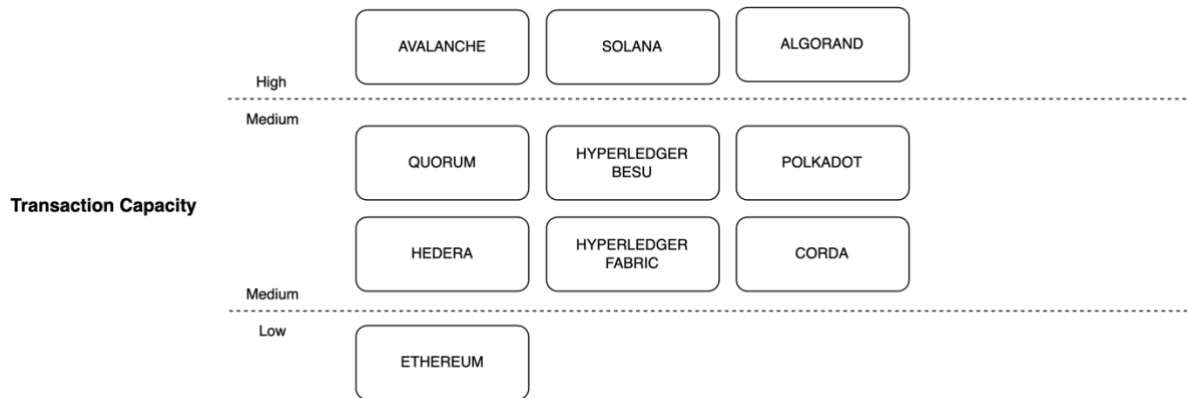 AVALANCHE
SOLANA
ALGORAND
High
Medium
QUORUM
HYPERLEDGER
BESU
POLKADOT
Transaction Capacity
HEDERA
HYPERLEDGER
FABRIC
CORDA
Medium
Low
ETHEREUM